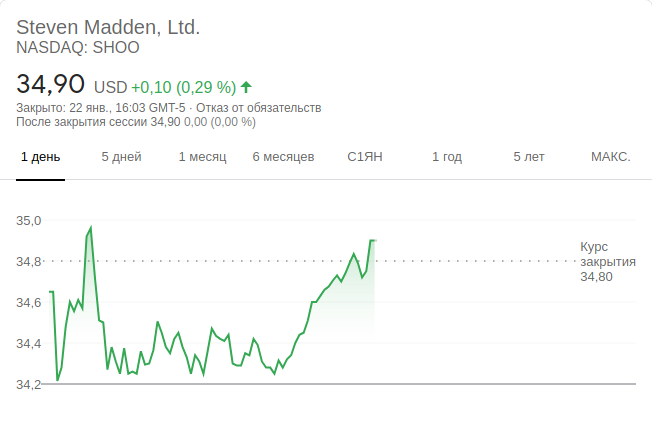 Steven Madden, Ltd.
NASDAQ: SHOO
34,90 USD +0,10 (0,29 %)
Закрыто: 22 янв., 16:03 GMT-5 · Отказ от обязательств
После закрытия сессии 34,90 0,00 (0,00 %)
1 день 5 дней 1 месяц 6 месяцев С1ЯН 1 год 5 лет МАКС.
35,0
Курс
34,8 закрытия
34,80
34,6
34,4
34,2